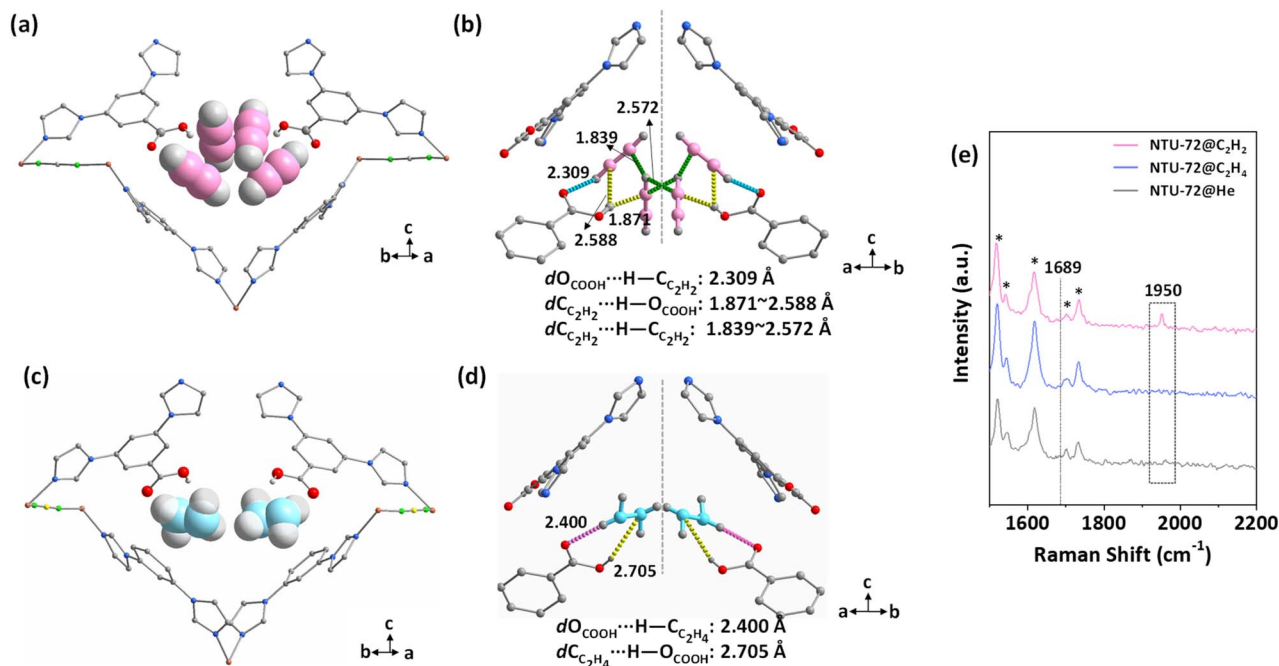 (a)
b
c
a
(b)
2.572
1.839
2.309
1.871
2.588
c
a
b
dO_COOH···H—C_C₂H₂: 2.309 Å
dC_C₂H₂···H—O_COOH: 1.871~2.588 Å
dC_C₂H₂···H—C_C₂H₂: 1.839~2.572 Å
(c)
c
b
a
(d)
2.400
2.705
c
a
b
dO_COOH···H—C_C₂H₄: 2.400 Å
dC_C₂H₄···H—O_COOH: 2.705 Å
(e)
NTU-72@C₂H₂
NTU-72@C₂H₄
NTU-72@He
* * * 1689 * * 1950
Intensity (a.u.)
1600 1800 2000 2200
Raman Shift (cm⁻¹)